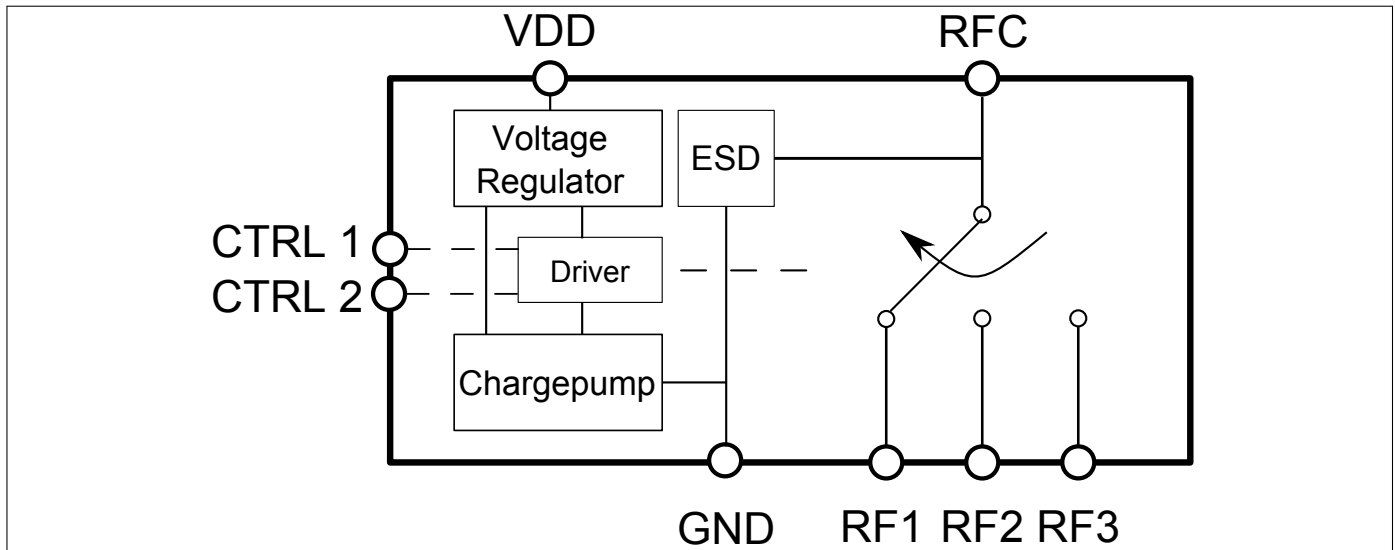 VDD
RFC
Voltage
Regulator
ESD
CTRL 1
CTRL 2
Driver
Chargepump
GND
RF1
RF2
RF3